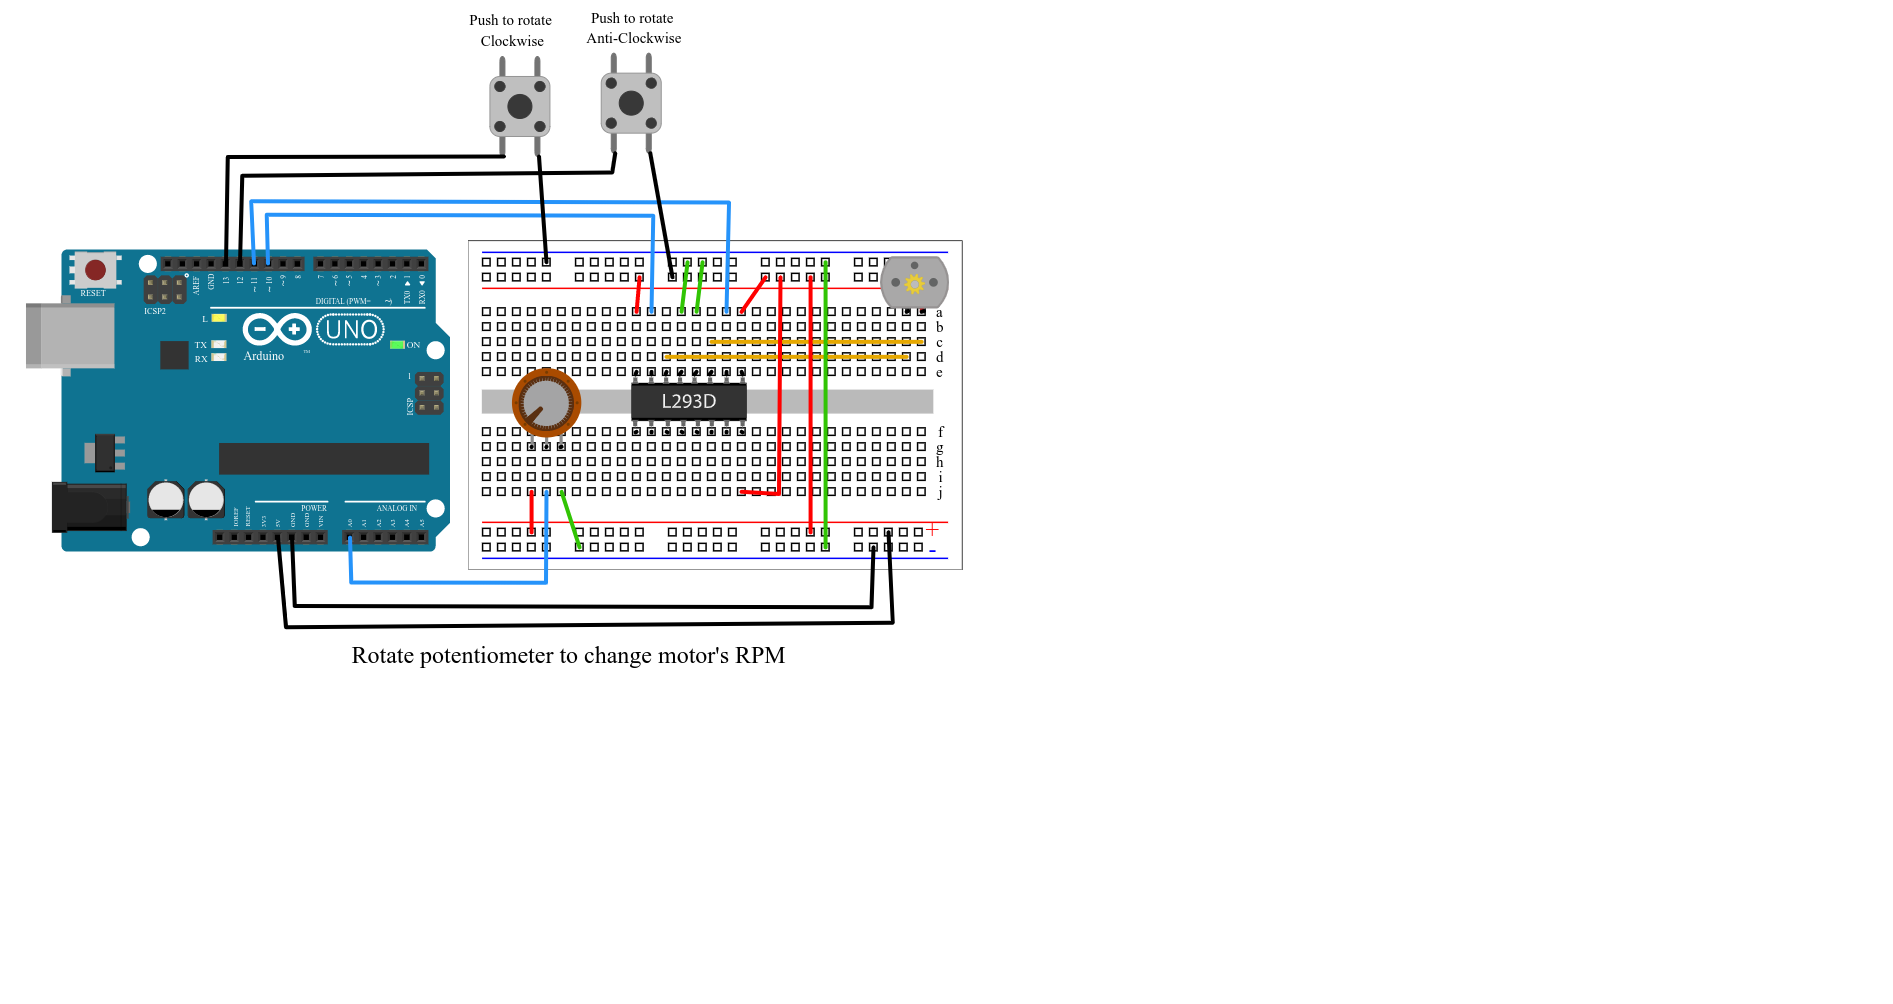 Push to rotate
Clockwise
Push to rotate
Anti-Clockwise
RESET
ICSP2
AREF
GND
13
12
~11
~10
~9
8
7
~6
~5
4
~3
2
TX0 1
RX0 0
DIGITAL (PWM= ~)
L
TX
RX
Arduino
TM
UNO
ON
1
ICSP
POWER
ANALOG IN
IOREF
RESET
3V3
5V
GND
GND
VIN
A0
A1
A2
A3
A4
A5
a
b
c
d
e
L293D
f
g
h
i
j
+
-
Rotate potentiometer to change motor's RPM